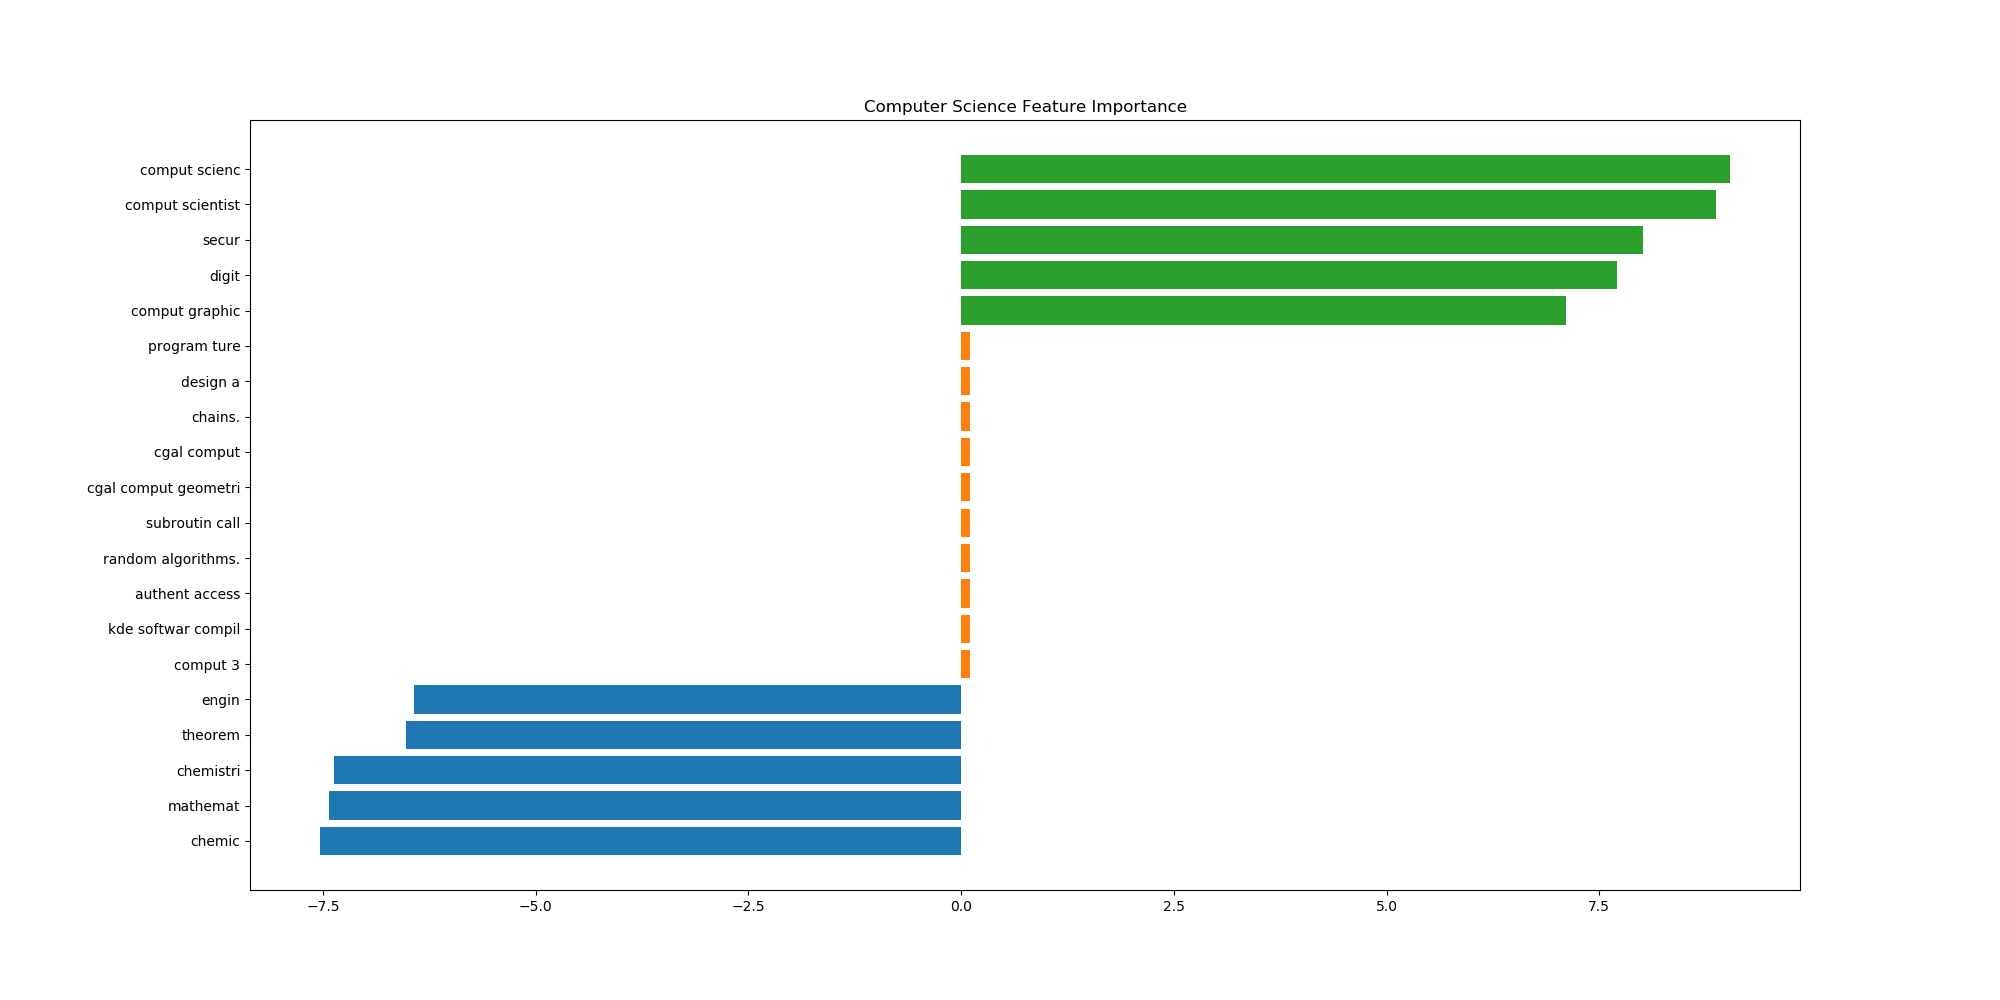 Computer Science Feature Importance
comput scienc
comput scientist
secur
digit
comput graphic
program ture
design a
chains.
cgal comput
cgal comput geometri
subroutin call
random algorithms.
authent access
kde softwar compil
comput 3
engin
theorem
chemistri
mathemat
chemic
−7.5 −5.0 −2.5 0.0 2.5 5.0 7.5